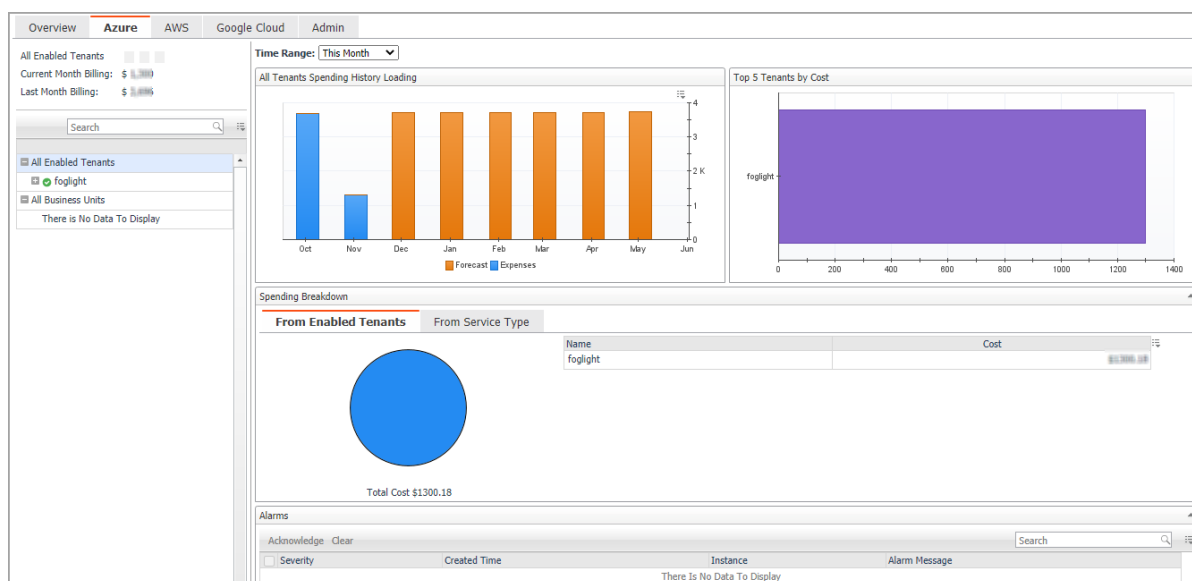 Overview Azure AWS Google Cloud Admin
All Enabled Tenants
Current Month Billing: $
Last Month Billing: $
Search
All Enabled Tenants
foglight
All Business Units
There is No Data To Display
Time Range: This Month
All Tenants Spending History Loading
4
3
2 K
1
0
Oct Nov Dec Jan Feb Mar Apr May Jun
Forecast Expenses
Top 5 Tenants by Cost
foglight
0 200 400 600 800 1000 1200 1400
Spending Breakdown
From Enabled Tenants From Service Type
Name Cost
foglight
Total Cost $1300.18
Alarms
Acknowledge Clear Search
Severity Created Time Instance Alarm Message
There Is No Data To Display